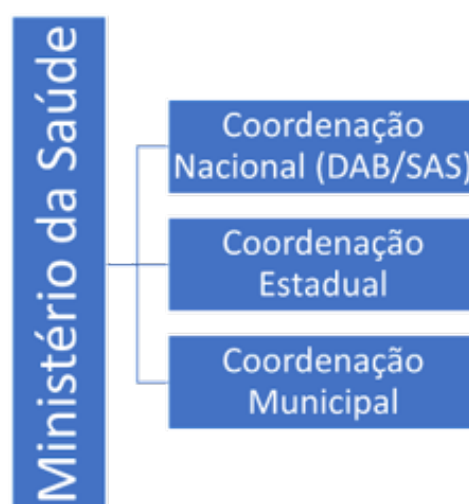 Ministério da Saúde
Coordenação
Nacional (DAB/SAS)
Coordenação
Estadual
Coordenação
Municipal